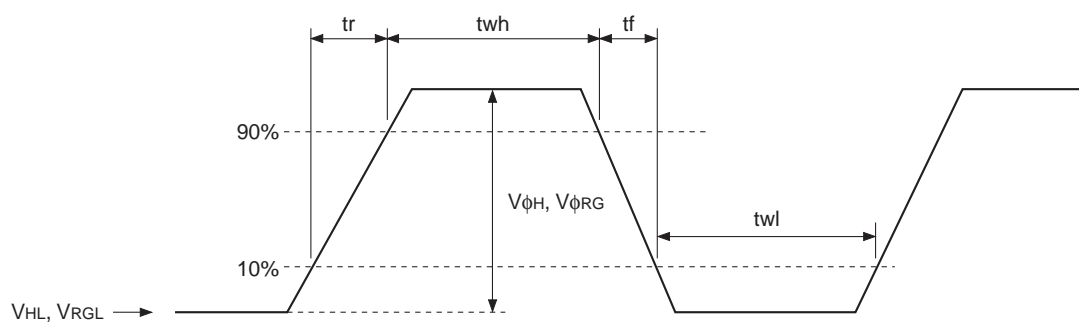 tr twh tf
90%
VϕH, VϕRG
twl
10%
VHL, VRGL